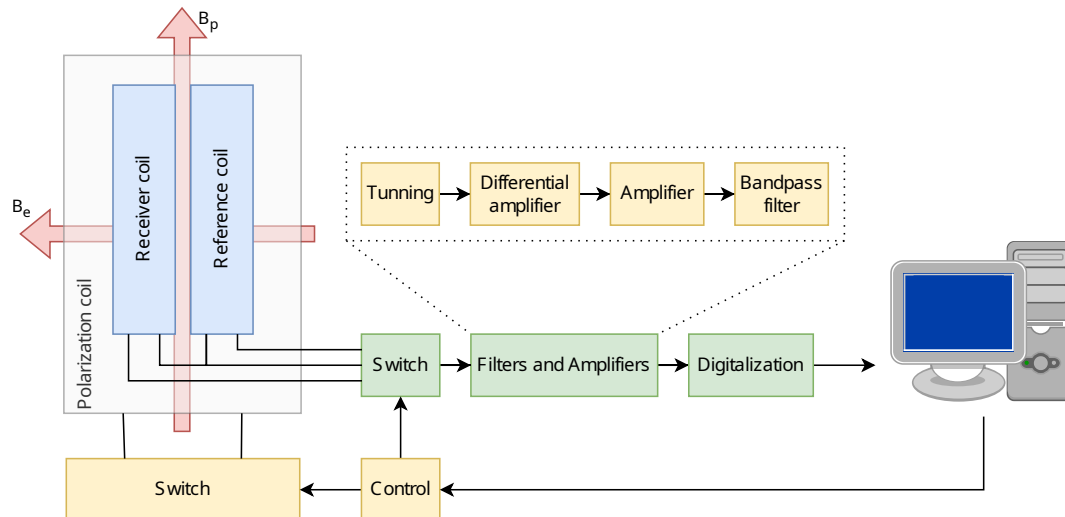 Bp
Be
Receiver coil
Reference coil
Polarization coil
Tunning
Differential
amplifier
Amplifier
Bandpass
filter
Switch
Filters and Amplifiers
Digitalization
Switch
Control